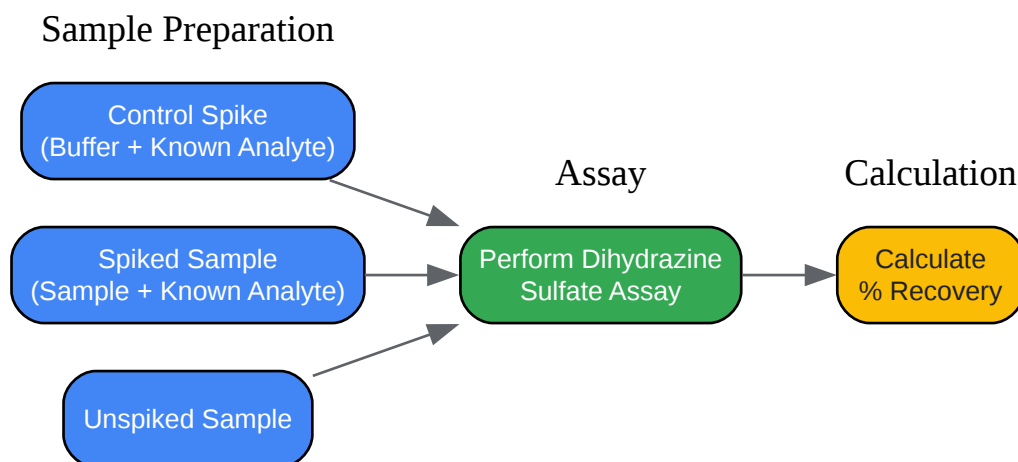 Sample Preparation
Control Spike
(Buffer + Known Analyte)
Assay
Calculation
Spiked Sample
(Sample + Known Analyte)
Perform Dihydrazine
Sulfate Assay
Calculate
% Recovery
Unspiked Sample